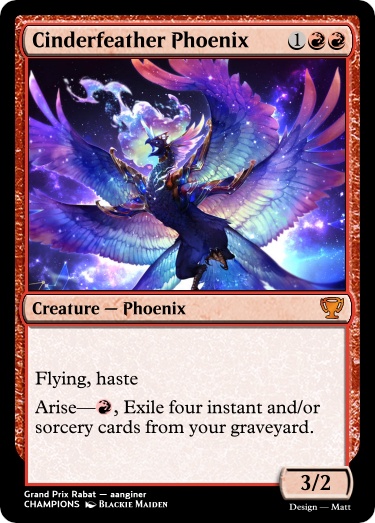 Cinderfeather Phoenix 1
Creature — Phoenix
Flying, haste
Arise—, Exile four instant and/or
sorcery cards from your graveyard.
3/2
Grand Prix Rabat — aanginer
CHAMPIONS Blackie Maiden
Design — Matt